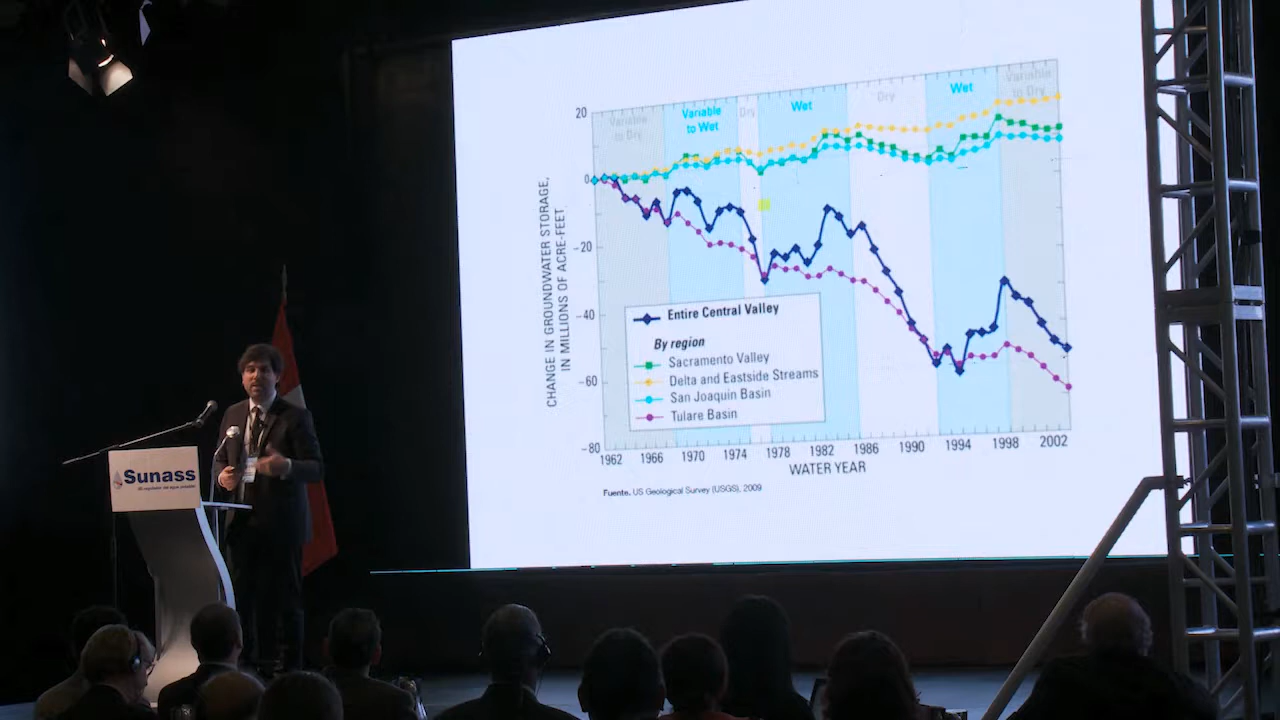 Variable
to Dry
Variable
to Wet
Dry
Wet
Dry
Wet
Variable
to Dry
20
0
-20
-40
-60
-80
CHANGE IN GROUNDWATER STORAGE,
IN MILLIONS OF ACRE-FEET
Entire Central Valley
By region
Sacramento Valley
Delta and Eastside Streams
San Joaquin Basin
Tulare Basin
1962 1966 1970 1974 1978 1982 1986 1990 1994 1998 2002
WATER YEAR
Fuente. US Geological Survey (USGS), 2009
Sunass